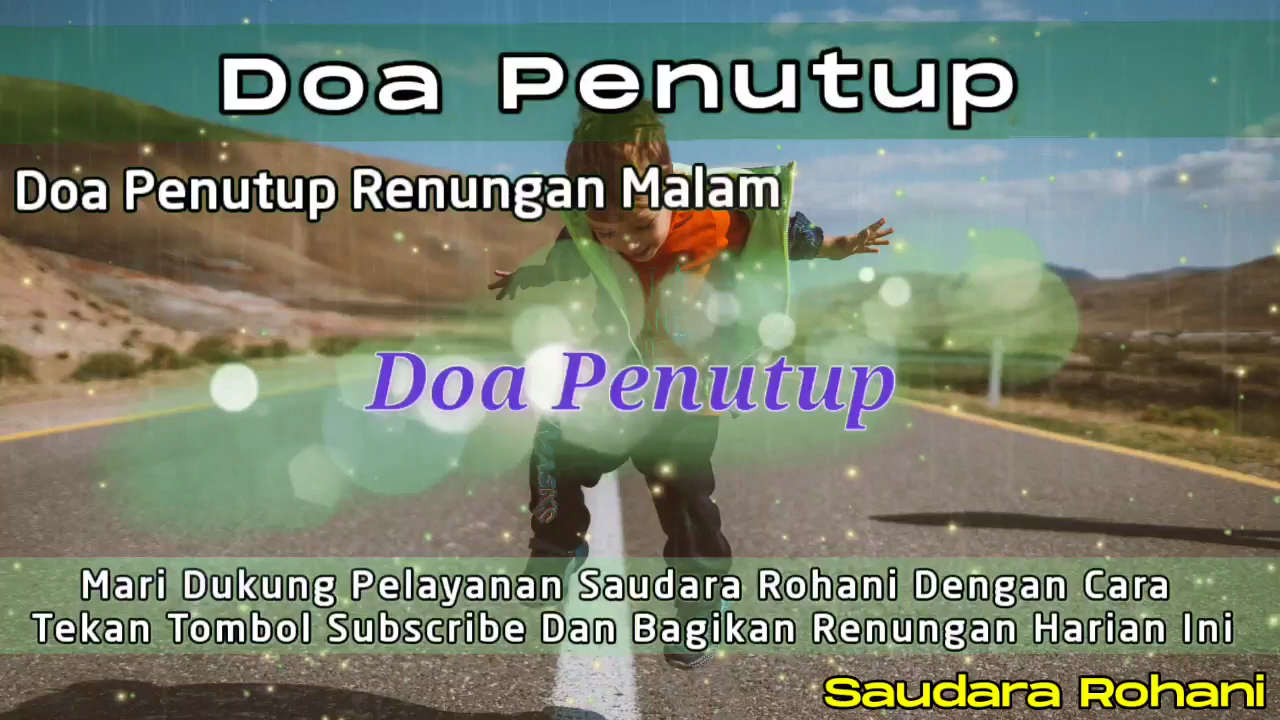 Doa Penutup
Doa Penutup Renungan Malam
Doa Penutup
Mari Dukung Pelayanan Saudara Rohani Dengan Cara
Tekan Tombol Subscribe Dan Bagikan Renungan Harian Ini
Saudara Rohani